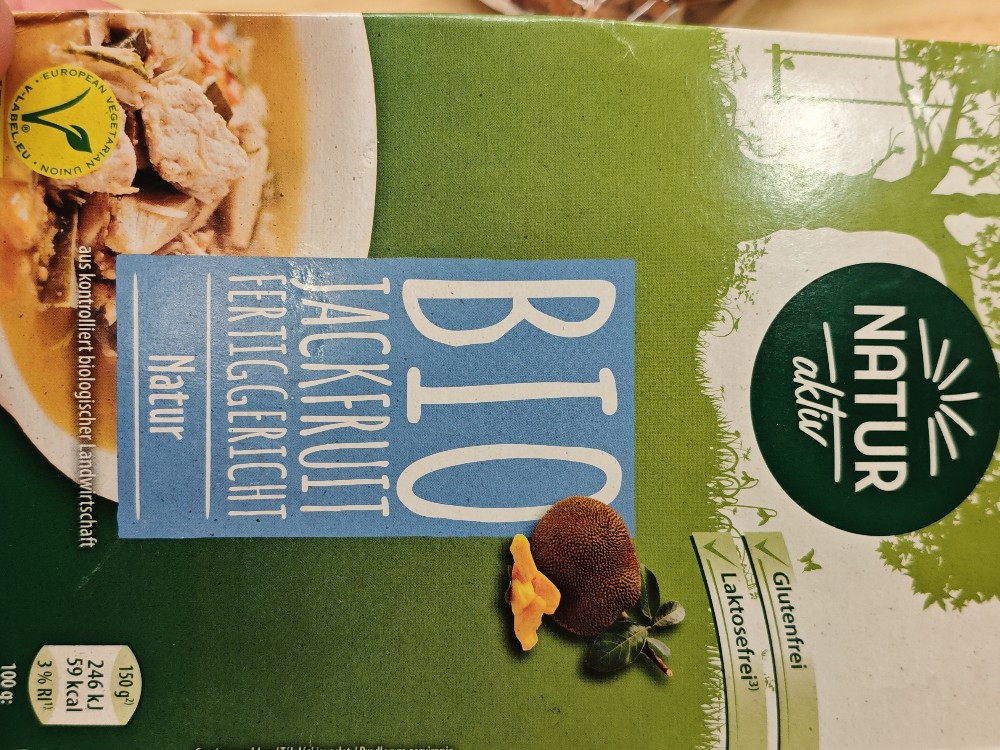 NATUR
aktiv
Glutenfrei
Laktosefrei³⁾
BIO
JACKFRUIT
FERTIGGERICHT
Natur
aus kontrolliert biologischer Landwirtschaft
EUROPEAN VEGETARIAN UNION
V-LABEL.EU
150 g²⁾
246 kJ
59 kcal
3 % RI¹⁾
100 g: